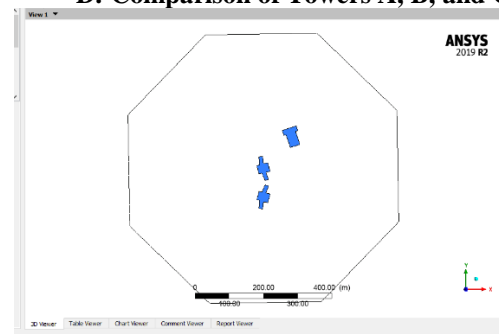 D. Comparison of Towers A, B, and
View 1
ANSYS
2019 R2
0 200.00 400.00 (m)
100.00 300.00
Y
X
3D Viewer Table Viewer Chart Viewer Comment Viewer Report Viewer